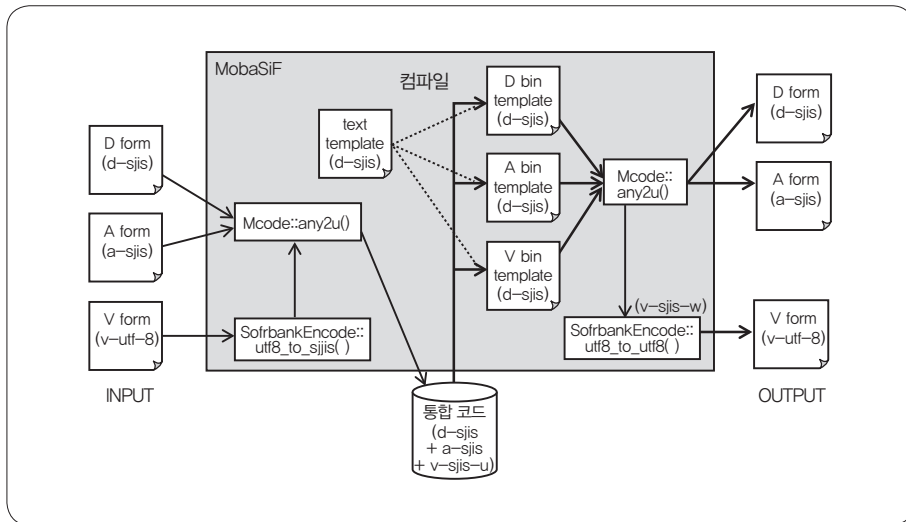 MobaSiF
컴파일
D form
(d-sjis)
A form
(a-sjis)
V form
(v-utf-8)
INPUT
text
template
(d-sjis)
Mcode::any2u()
SofrbankEncode::
utf8_to_sjjis( )
통합 코드
(d-sjis
+ a-sjis
+ v-sjis-u)
D bin
template
(d-sjis)
A bin
template
(d-sjis)
V bin
template
(d-sjis)
Mcode::
any2u()
(v-sjis-w)
SofrbankEncode::
utf8_to_utf8( )
D form
(d-sjis)
A form
(a-sjis)
V form
(v-utf-8)
OUTPUT